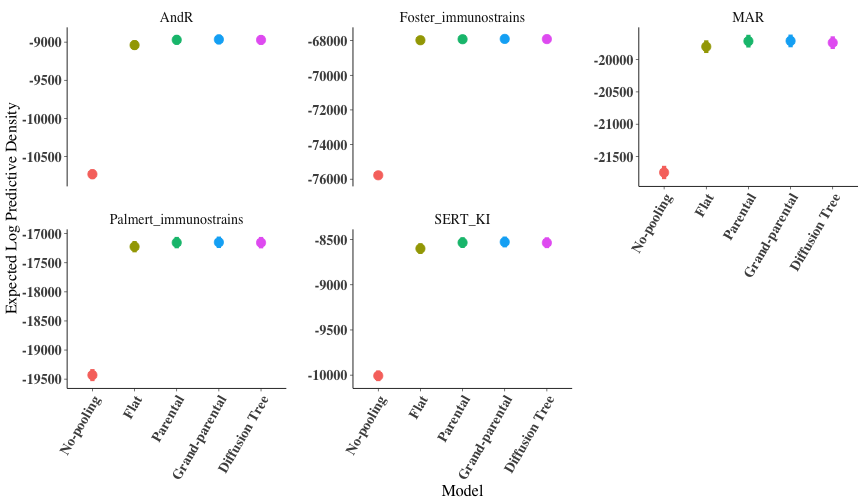 AndR
Foster_immunostrains
MAR
Expected Log Predictive Density
-9000
-9500
-10000
-10500
-68000
-70000
-72000
-74000
-76000
-20000
-20500
-21000
-21500
No-pooling
Flat
Parental
Grand-parental
Diffusion Tree
Palmert_immunostrains
SERT_KI
-17000
-17500
-18000
-18500
-19000
-19500
-8500
-9000
-9500
-10000
No-pooling
Flat
Parental
Grand-parental
Diffusion Tree
No-pooling
Flat
Parental
Grand-parental
Diffusion Tree
Model